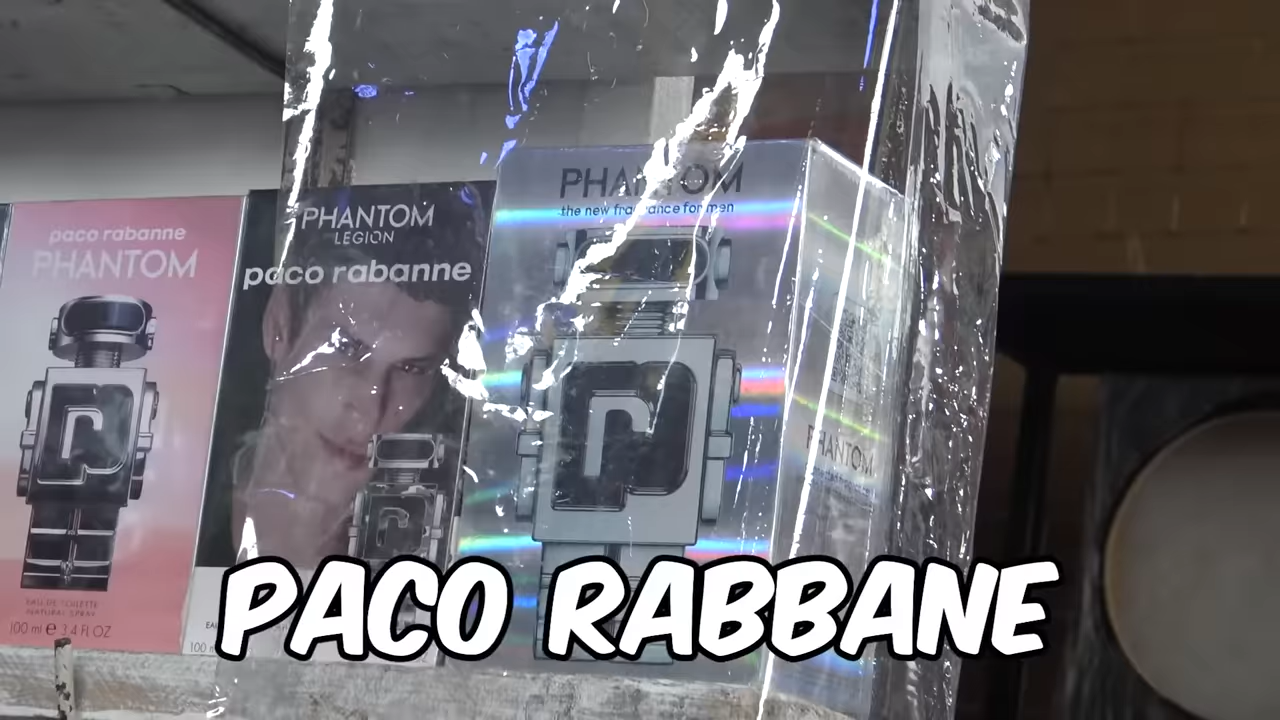 paco rabanne
PHANTOM
EAU DE TOILETTE
NATURAL SPRAY
100 ml e 3.4 FL OZ
PHANTOM
LEGION
paco rabanne
100
PHANTOM
the new fragrance for men
PHANTOM
PACO RABBANE